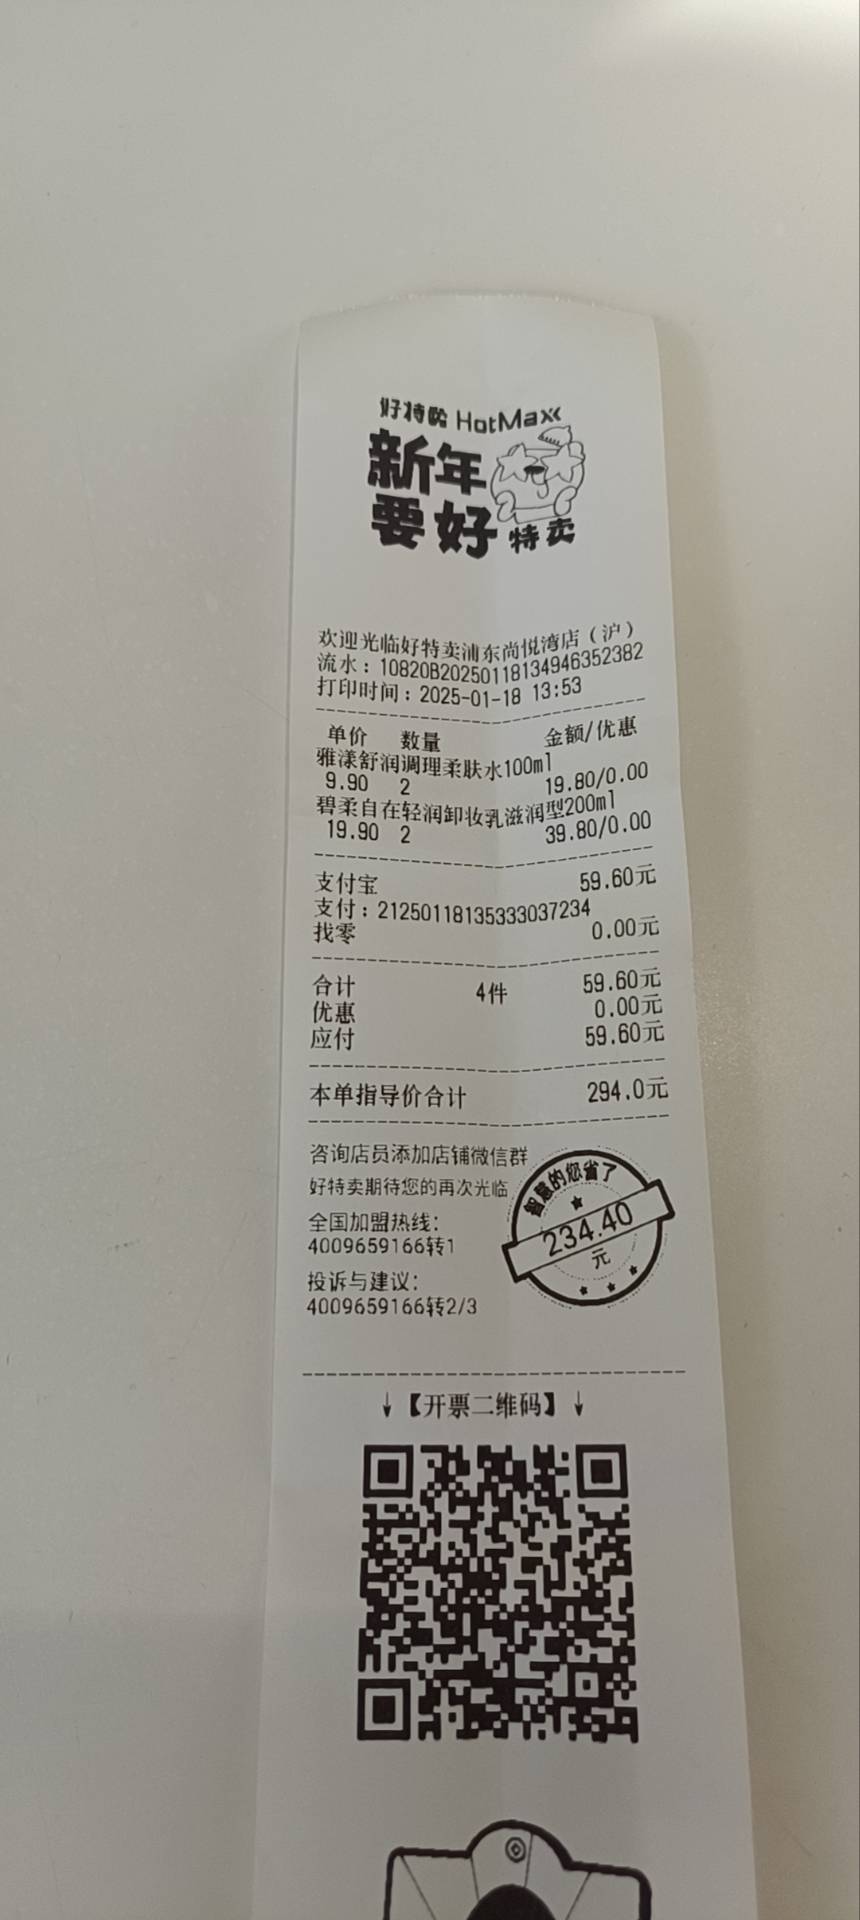 好特卖 HotMaxx
新年
要好特卖
欢迎光临好特卖浦东尚悦湾店（沪）
流水：10820B20250118134946352382
打印时间：2025-01-18 13:53
单价 数量 金额/优惠
雅漾舒润调理柔肤水100ml
9.90 2 19.80/0.00
碧柔自在轻润卸妆乳滋润型200ml
19.90 2 39.80/0.00
支付宝 59.60元
支付：21250118135333037234
找零 0.00元
合计 4件 59.60元
优惠 0.00元
应付 59.60元
本单指导价合计 294.0元
咨询店员添加店铺微信群
好特卖期待您的再次光临
全国加盟热线：
4009659166转1
投诉与建议：
4009659166转2/3
智慧的您省了
234.40
元
↓【开票二维码】↓